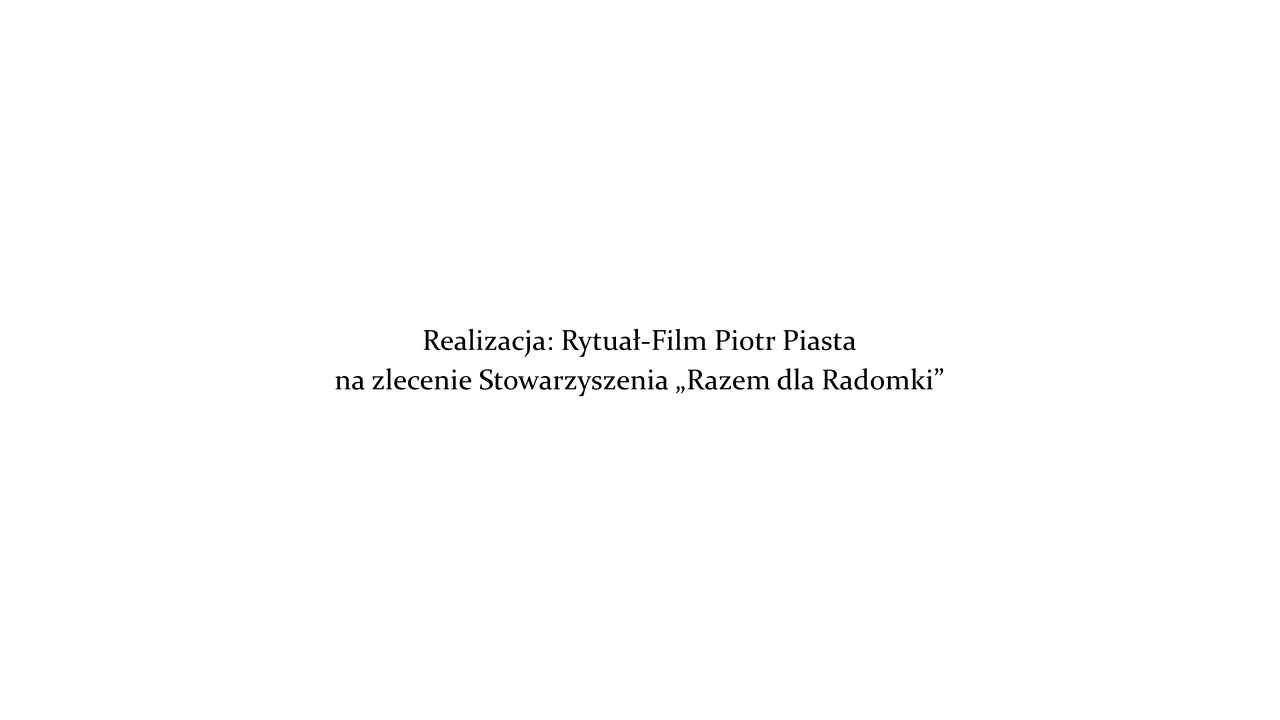 Realizacja: Rytuał-Film Piotr Piasta
na zlecenie Stowarzyszenia „Razem dla Radomki”